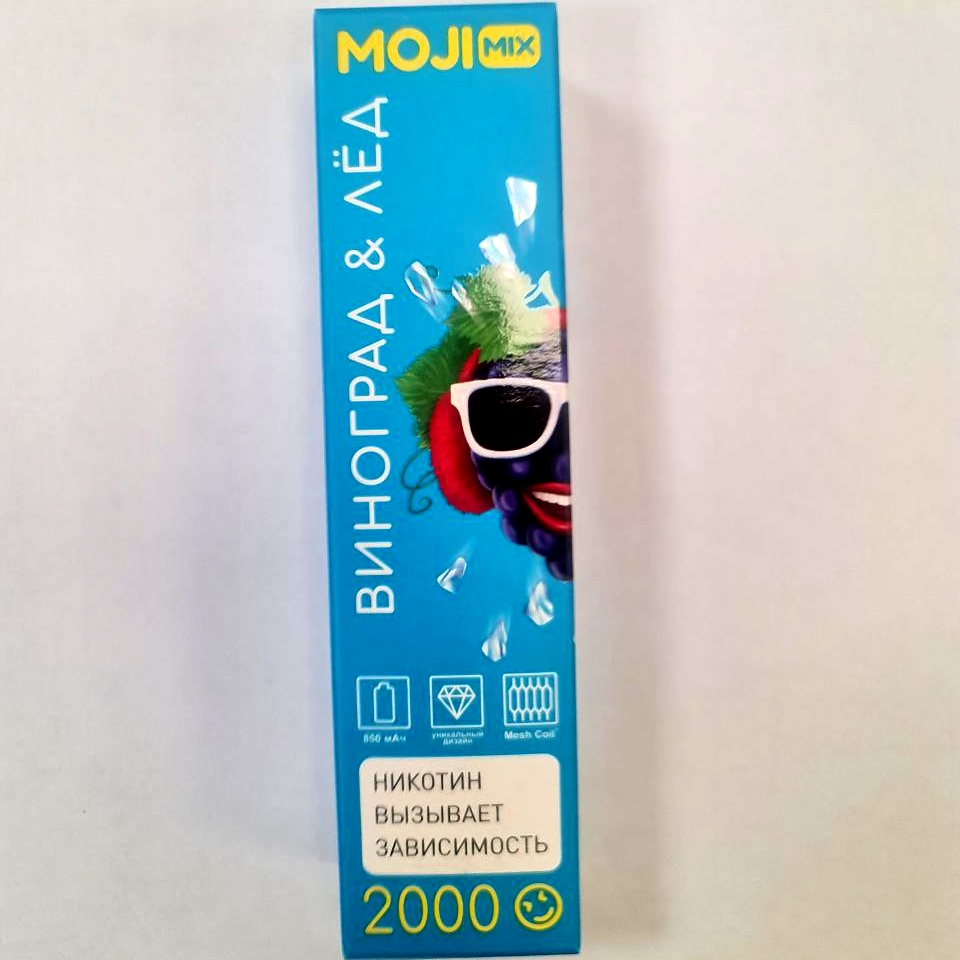 MOJI MIX
ВИНОГРАД & ЛЁД
850 мАч
уникальный
дизайн
Mesh Coil
НИКОТИН
ВЫЗЫВАЕТ
ЗАВИСИМОСТЬ
2000